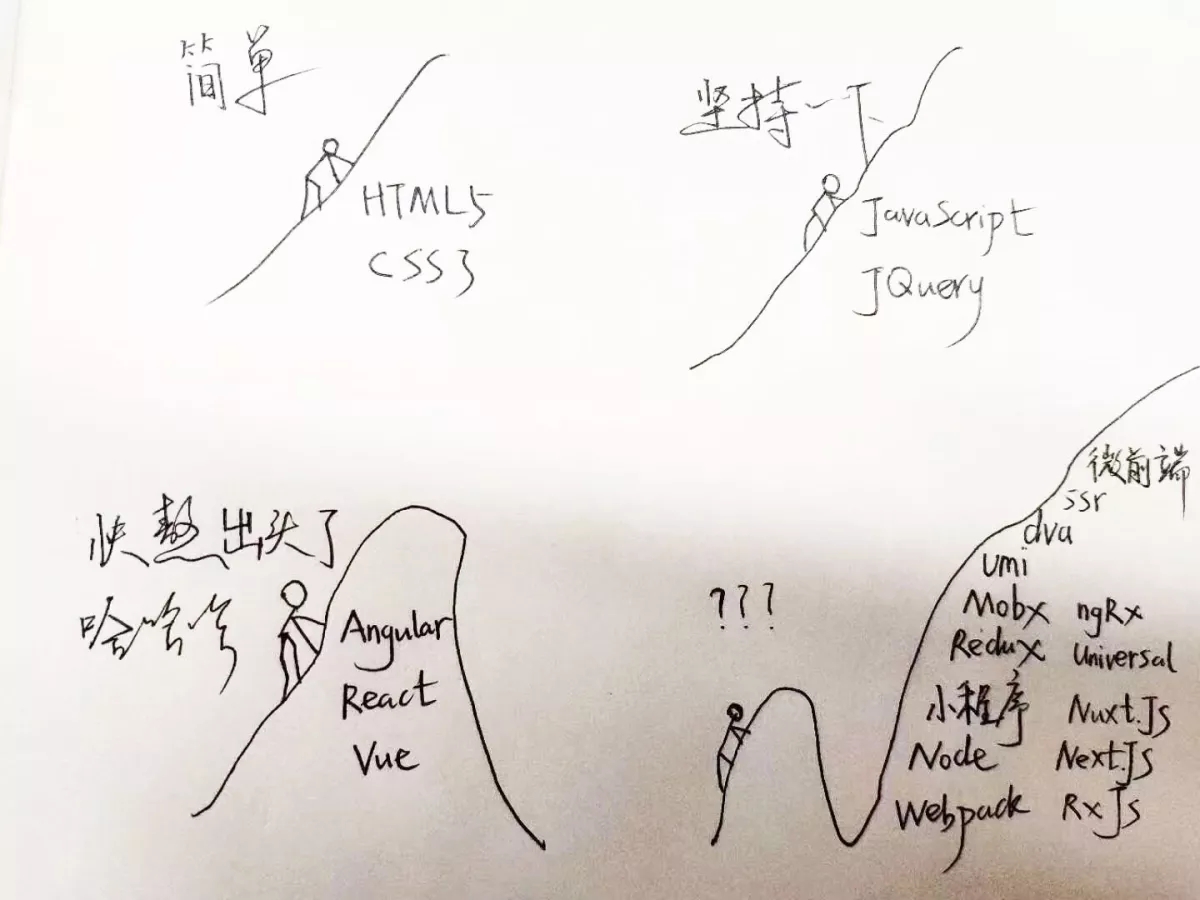 简单
HTML5
CSS3
坚持一下
JavaScript
JQuery
快熬出头了
哈哈哈
Angular
React
Vue
???
微前端
ssr
dva
umi
Mobx ngRx
Redux Universal
小程序 Nuxt.Js
Node Next.Js
Webpack RxJs